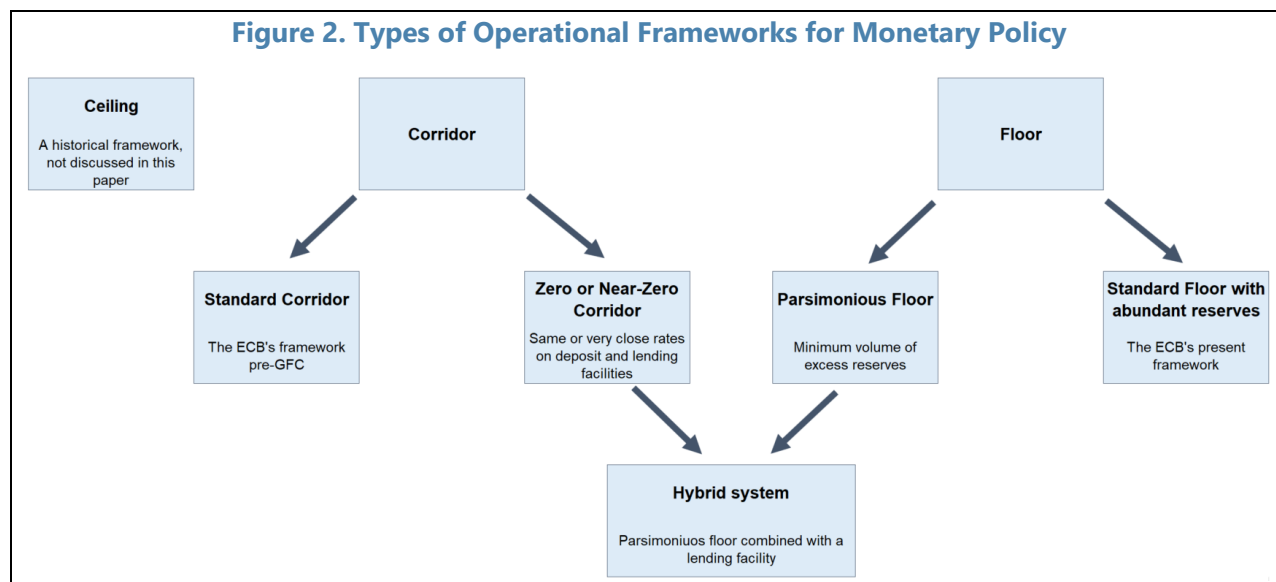 Figure 2. Types of Operational Frameworks for Monetary Policy
Ceiling
A historical framework,
not discussed in this
paper
Corridor
Floor
Standard Corridor
The ECB's framework
pre-GFC
Zero or Near-Zero
Corridor
Same or very close rates
on deposit and lending
facilities
Parsimonious Floor
Minimum volume of
excess reserves
Standard Floor with
abundant reserves
The ECB's present
framework
Hybrid system
Parsimoniuos floor combined with a
lending facility